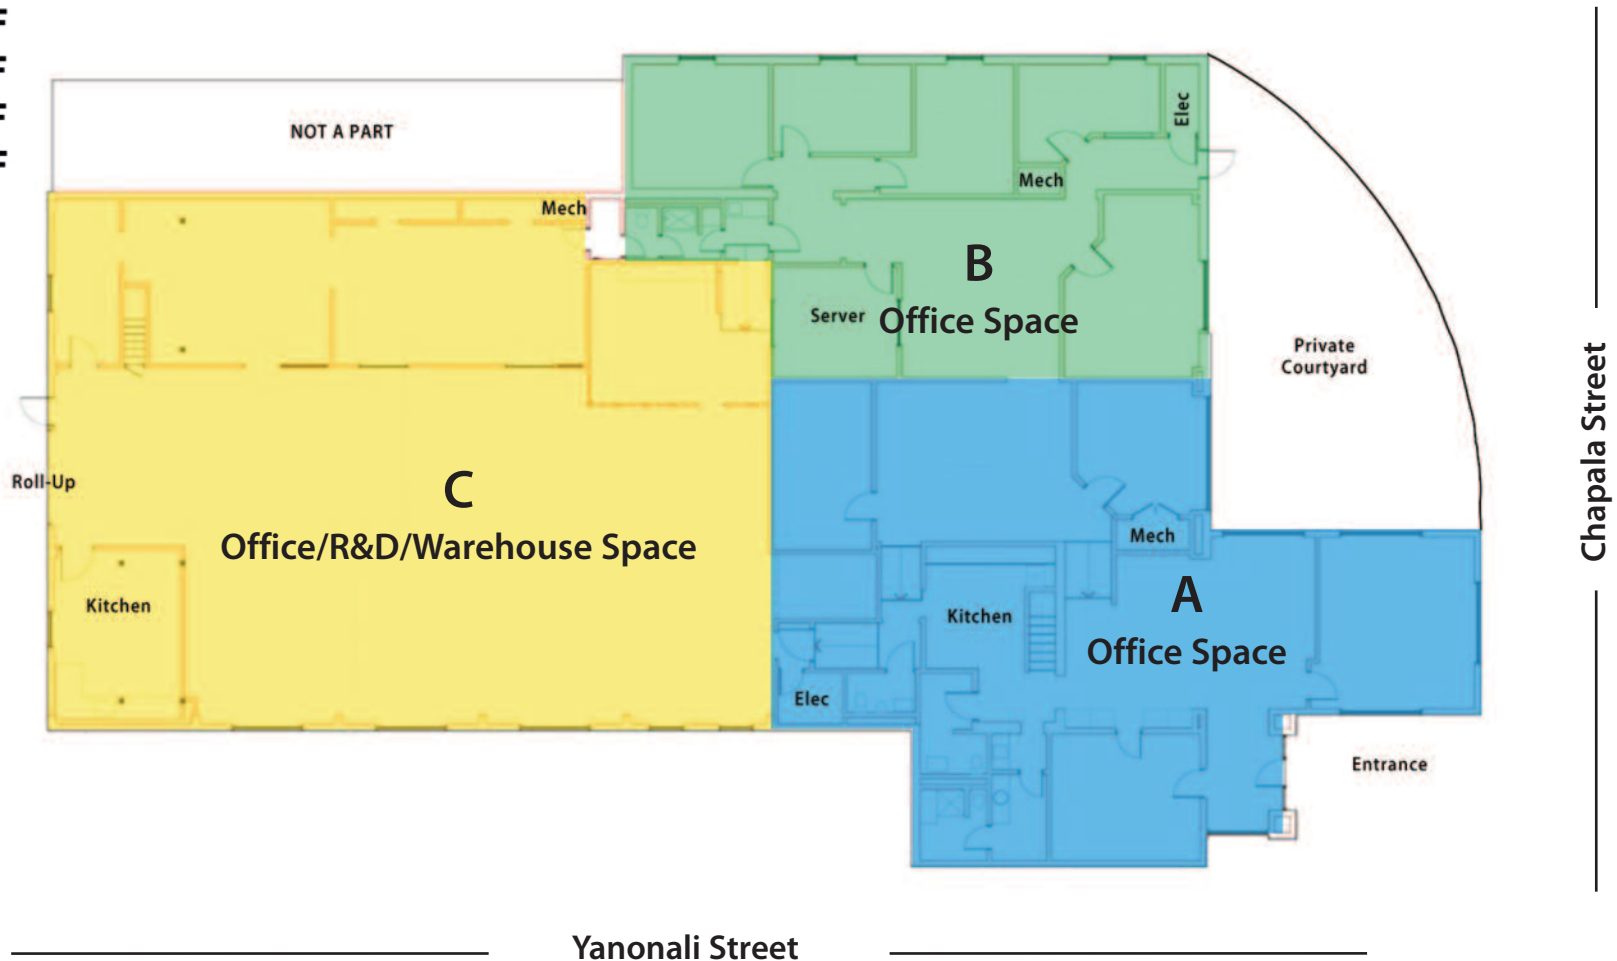 F
F
F
F
NOT A PART
Elec
Mech
Mech
B
Office Space
Server
Private
Courtyard
Chapala Street
Roll-Up
C
Office/R&D/Warehouse Space
Mech
A
Office Space
Kitchen
Kitchen
Elec
Entrance
Yanonali Street